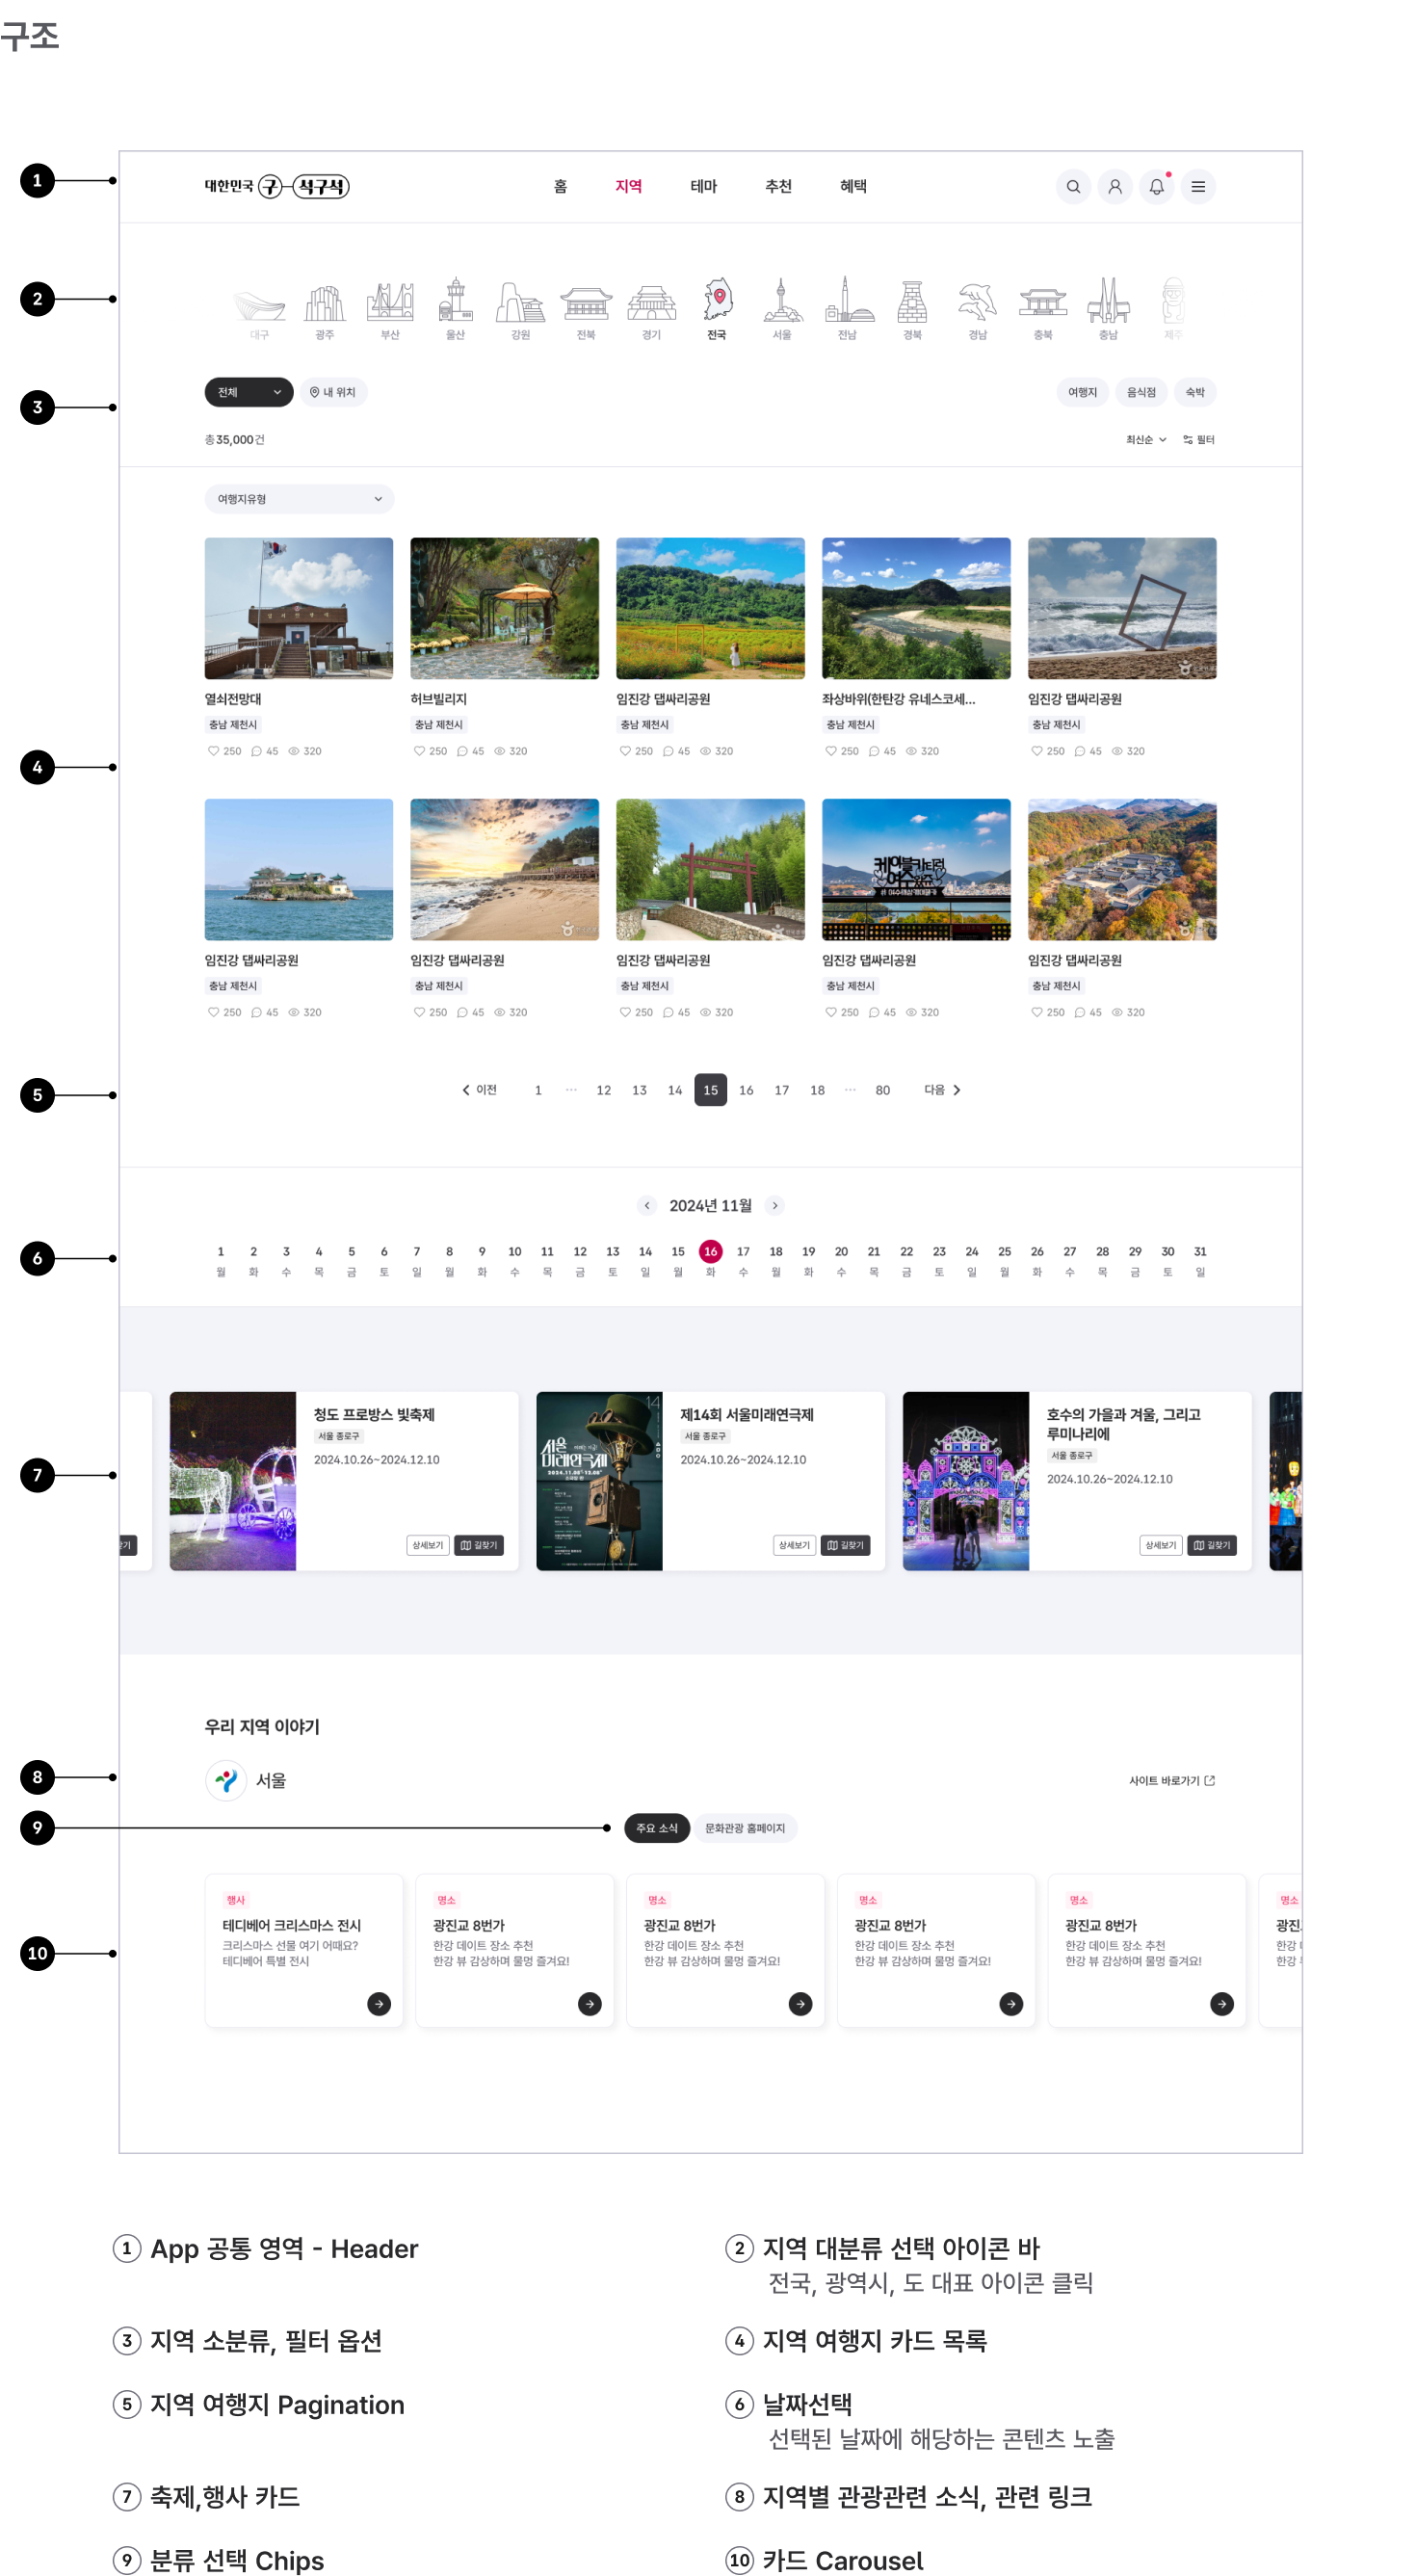 구조
1
대한민국 구석구석
홈 지역 테마 추천 혜택
2
대구 광주 부산 울산 강원 전북 경기 전국 서울 전남 경북 경남 충북 충남 제주
3
전체 내 위치 여행지 음식점 숙박
총 35,000 건 최신순 필터
여행지유형
열쇠전망대 허브빌리지 임진강 댑싸리공원 좌상바위(한탄강 유네스코세... 임진강 댑싸리공원
충남 제천시 충남 제천시 충남 제천시 충남 제천시 충남 제천시
250 45 320 250 45 320 250 45 320 250 45 320 250 45 320
4
케이블카타러
임진강 댑싸리공원 임진강 댑싸리공원 임진강 댑싸리공원 임진강 댑싸리공원 임진강 댑싸리공원
충남 제천시 충남 제천시 충남 제천시 충남 제천시 충남 제천시
250 45 320 250 45 320 250 45 320 250 45 320 250 45 320
5
이전 1 ··· 12 13 14 15 16 17 18 ··· 80 다음
2024년 11월
6
1 2 3 4 5 6 7 8 9 10 11 12 13 14 15 16 17 18 19 20 21 22 23 24 25 26 27 28 29 30 31
월 화 수 목 금 토 일 월 화 수 목 금 토 일 월 화 수 월 화 수 목 금 토 일 월 화 수 목 금 토 일
7
청도 프로방스 빛축제
서울 종로구
2024.10.26~2024.12.10
상세보기 길찾기
14
서울
미래연극제
제14회 서울미래연극제
서울 종로구
2024.10.26~2024.12.10
상세보기 길찾기
호수의 가을과 겨울, 그리고
루미나리에
서울 종로구
2024.10.26~2024.12.10
상세보기 길찾기
우리 지역 이야기
8
서울 사이트 바로가기
9
주요 소식 문화관광 홈페이지
10
행사 명소 명소 명소 명소 명소
테디베어 크리스마스 전시 광진교 8번가 광진교 8번가 광진교 8번가 광진교 8번가 광진
크리스마스 선물 여기 어때요? 한강 데이트 장소 추천 한강 데이트 장소 추천 한강 데이트 장소 추천 한강 데이트 장소 추천 한강
테디베어 특별 전시 한강 뷰 감상하며 물멍 즐겨요! 한강 뷰 감상하며 물멍 즐겨요! 한강 뷰 감상하며 물멍 즐겨요! 한강 뷰 감상하며 물멍 즐겨요! 한강
1 App 공통 영역 - Header
2 지역 대분류 선택 아이콘 바
전국, 광역시, 도 대표 아이콘 클릭
3 지역 소분류, 필터 옵션
4 지역 여행지 카드 목록
5 지역 여행지 Pagination
6 날짜선택
선택된 날짜에 해당하는 콘텐츠 노출
7 축제,행사 카드
8 지역별 관광관련 소식, 관련 링크
9 분류 선택 Chips
10 카드 Carousel